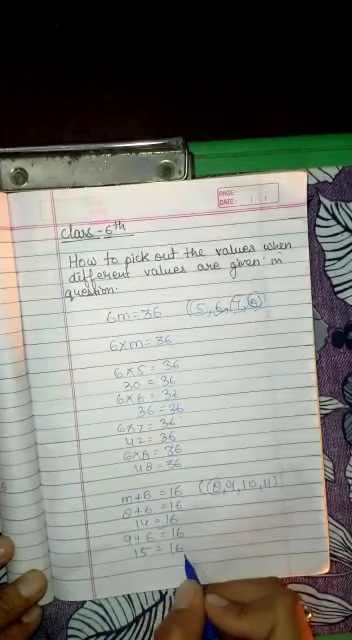 PAGE:
DATE: / /
Class - 6th
How to pick out the values when
different values are given in
question.
6m = 36 (5, 6, 7, 8)
6×m = 36
6×5 = 36
30 = 36
6×6 = 36
36 = 36
6×7 = 36
42 = 36
6×8 = 36
48 = 36
m+6 = 16 (8, 9, 10, 11)
8+6 = 16
14 = 16
9+6 = 16
15 = 16